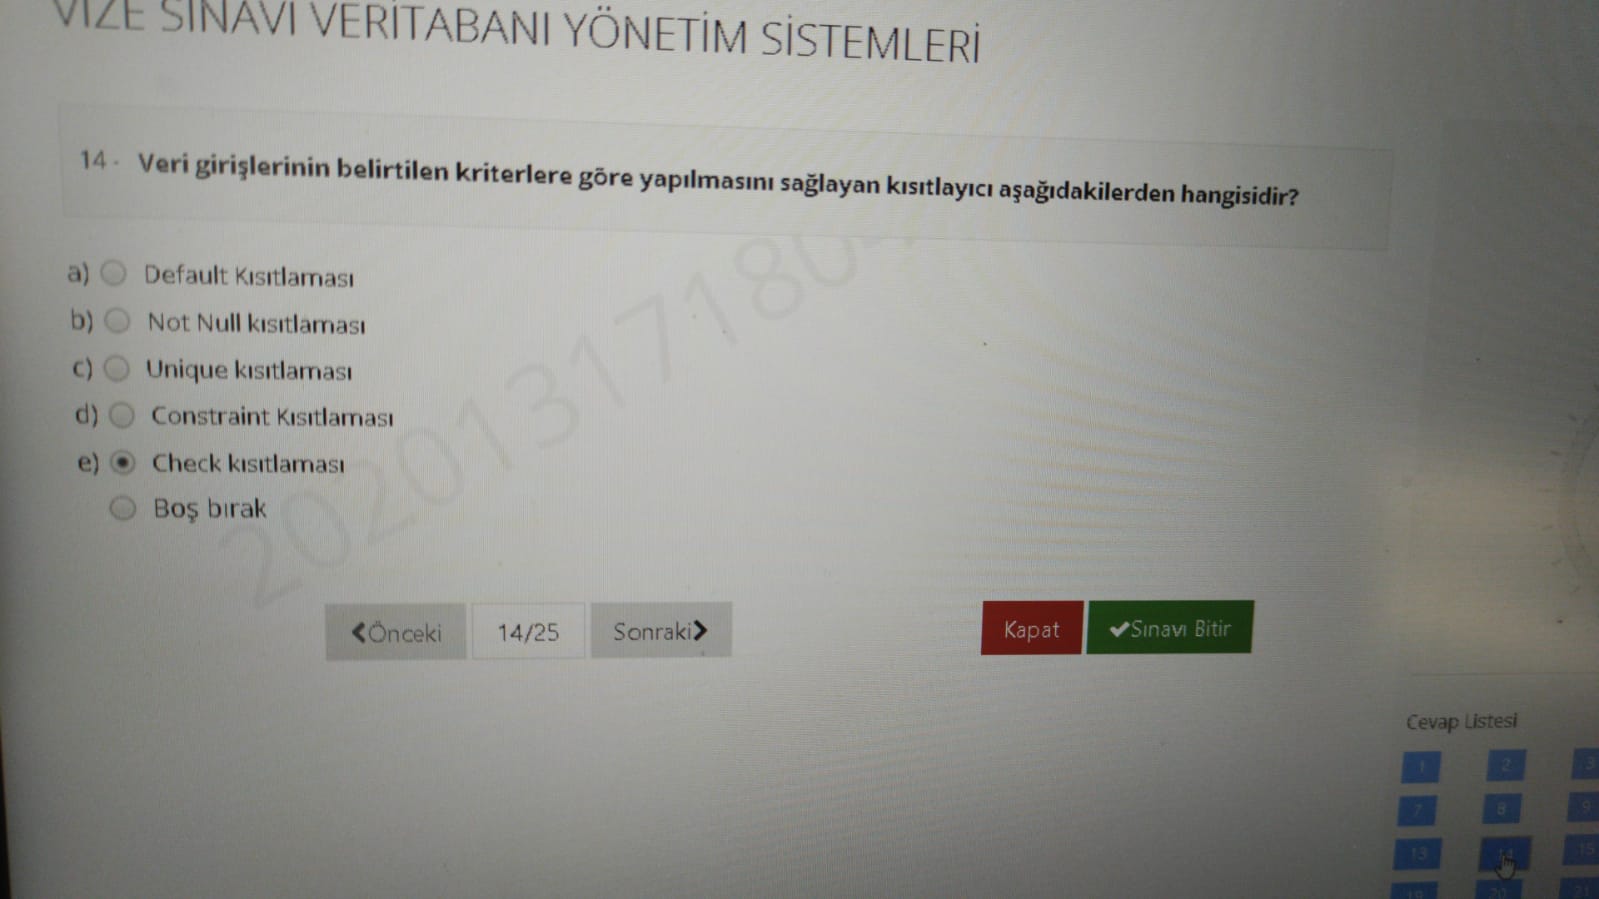 VİZE SINAVI VERİTABANI YÖNETİM SİSTEMLERİ
14 - Veri girişlerinin belirtilen kriterlere göre yapılmasını sağlayan kısıtlayıcı aşağıdakilerden hangisidir?
a) Default Kısıtlaması
b) Not Null kısıtlaması
c) Unique kısıtlaması
d) Constraint Kısıtlaması
e) Check kısıtlaması
Boş bırak
2020131718
Önceki 14/25 Sonraki Kapat Sınavı Bitir
Cevap Listesi
1 2 3
7 8 9
13 14 15
19 20 21